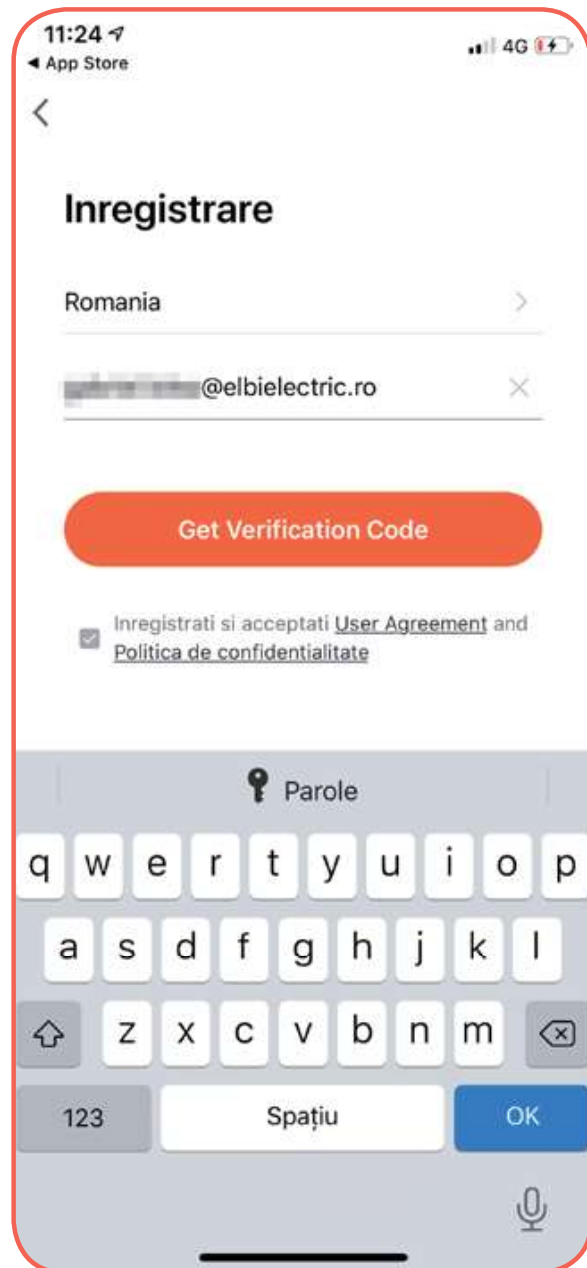 11:24
App Store
4G
Inregistrare
Romania
@elbielectric.ro
Get Verification Code
Inregistrati si acceptati User Agreement and
Politica de confidentialitate
Parole
q w e r t y u i o p
a s d f g h j k l
z x c v b n m
123 Spațiu OK